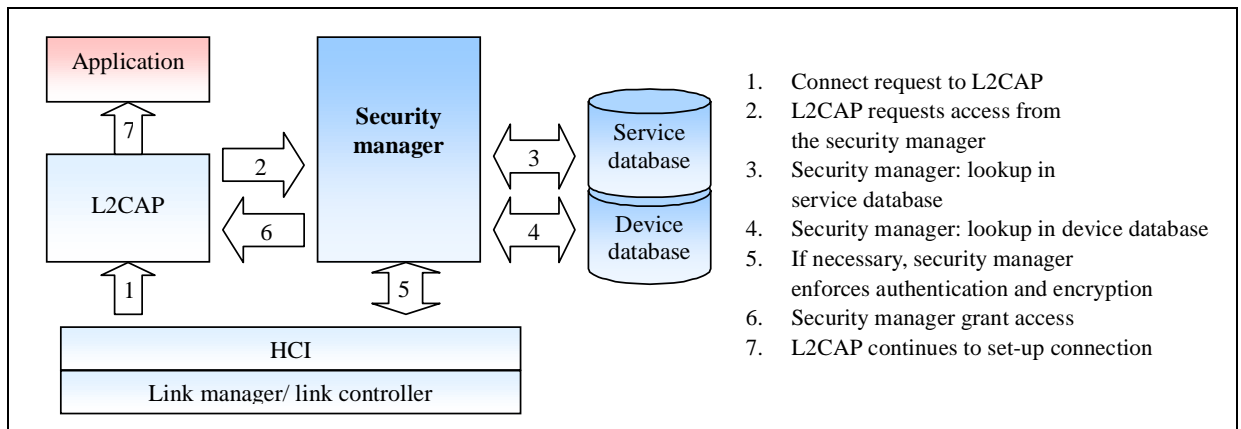 Application
7
L2CAP
2
6
1
Security
manager
5
3
4
Service
database
Device
database
HCI
Link manager/ link controller
1. Connect request to L2CAP
2. L2CAP requests access from
the security manager
3. Security manager: lookup in
service database
4. Security manager: lookup in device database
5. If necessary, security manager
enforces authentication and encryption
6. Security manager grant access
7. L2CAP continues to set-up connection